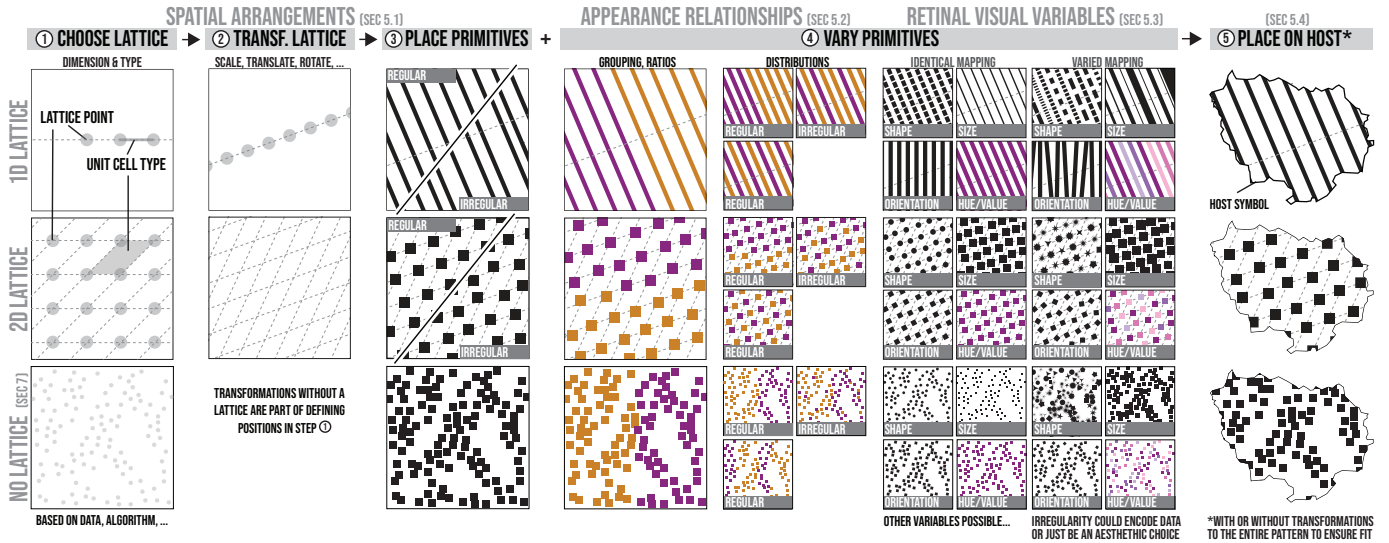 SPATIAL ARRANGEMENTS (SEC 5.1)
APPEARANCE RELATIONSHIPS (SEC 5.2)
RETINAL VISUAL VARIABLES (SEC 5.3)
(SEC 5.4)
① CHOOSE LATTICE
② TRANSF. LATTICE
③ PLACE PRIMITIVES
+
④ VARY PRIMITIVES
⑤ PLACE ON HOST*
DIMENSION & TYPE
SCALE, TRANSLATE, ROTATE, ...
GROUPING, RATIOS
DISTRIBUTIONS
IDENTICAL MAPPING
VARIED MAPPING
1D LATTICE
LATTICE POINT
UNIT CELL TYPE
REGULAR
IRREGULAR
REGULAR
IRREGULAR
REGULAR
SHAPE
SIZE
SHAPE
SIZE
ORIENTATION
HUE/VALUE
ORIENTATION
HUE/VALUE
HOST SYMBOL
2D LATTICE
REGULAR
IRREGULAR
REGULAR
IRREGULAR
REGULAR
SHAPE
SIZE
SHAPE
SIZE
ORIENTATION
HUE/VALUE
ORIENTATION
HUE/VALUE
NO LATTICE (SEC 7)
TRANSFORMATIONS WITHOUT A
LATTICE ARE PART OF DEFINING
POSITIONS IN STEP ①
REGULAR
IRREGULAR
REGULAR
SHAPE
SIZE
SHAPE
SIZE
ORIENTATION
HUE/VALUE
ORIENTATION
HUE/VALUE
BASED ON DATA, ALGORITHM, ...
OTHER VARIABLES POSSIBLE...
IRREGULARITY COULD ENCODE DATA
OR JUST BE AN AESTHETHIC CHOICE
*WITH OR WITHOUT TRANSFORMATIONS
TO THE ENTIRE PATTERN TO ENSURE FIT